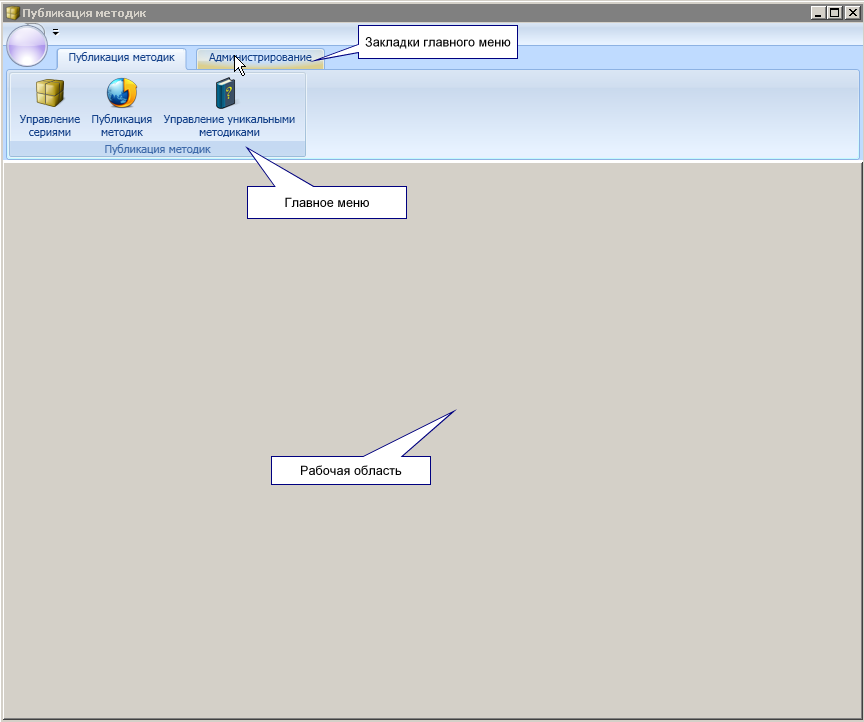 Публикация методик
Закладки главного меню
Публикация методик
Администрирование
Управление
сериями
Публикация
методик
Управление уникальными
методиками
Публикация методик
Главное меню
Рабочая область